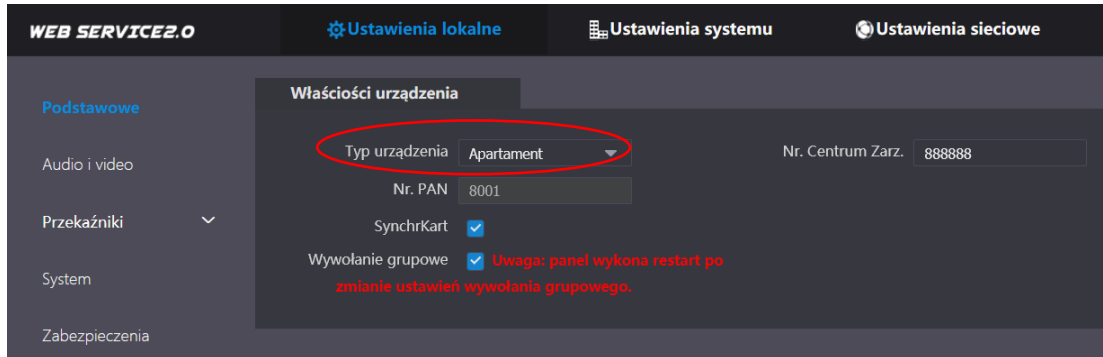 WEB SERVICE2.0
Ustawienia lokalne
Ustawienia systemu
Ustawienia sieciowe
Podstawowe
Audio i video
Przekaźniki
System
Zabezpieczenia
Właściości urządzenia
Typ urządzenia Apartament
Nr. Centrum Zarz. 888888
Nr. PAN 8001
SynchrKart
Wywołanie grupowe Uwaga: panel wykona restart po
zmianie ustawień wywołania grupowego.